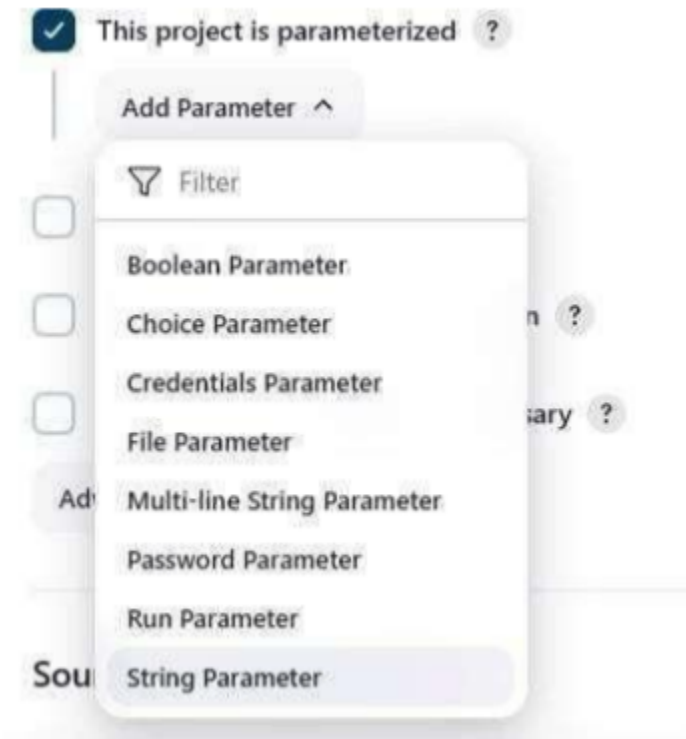 This project is parameterized ?
Add Parameter
Filter
Boolean Parameter
Choice Parameter
n ?
Credentials Parameter
sary ?
File Parameter
Adv
Multi-line String Parameter
Password Parameter
Run Parameter
Sou
String Parameter